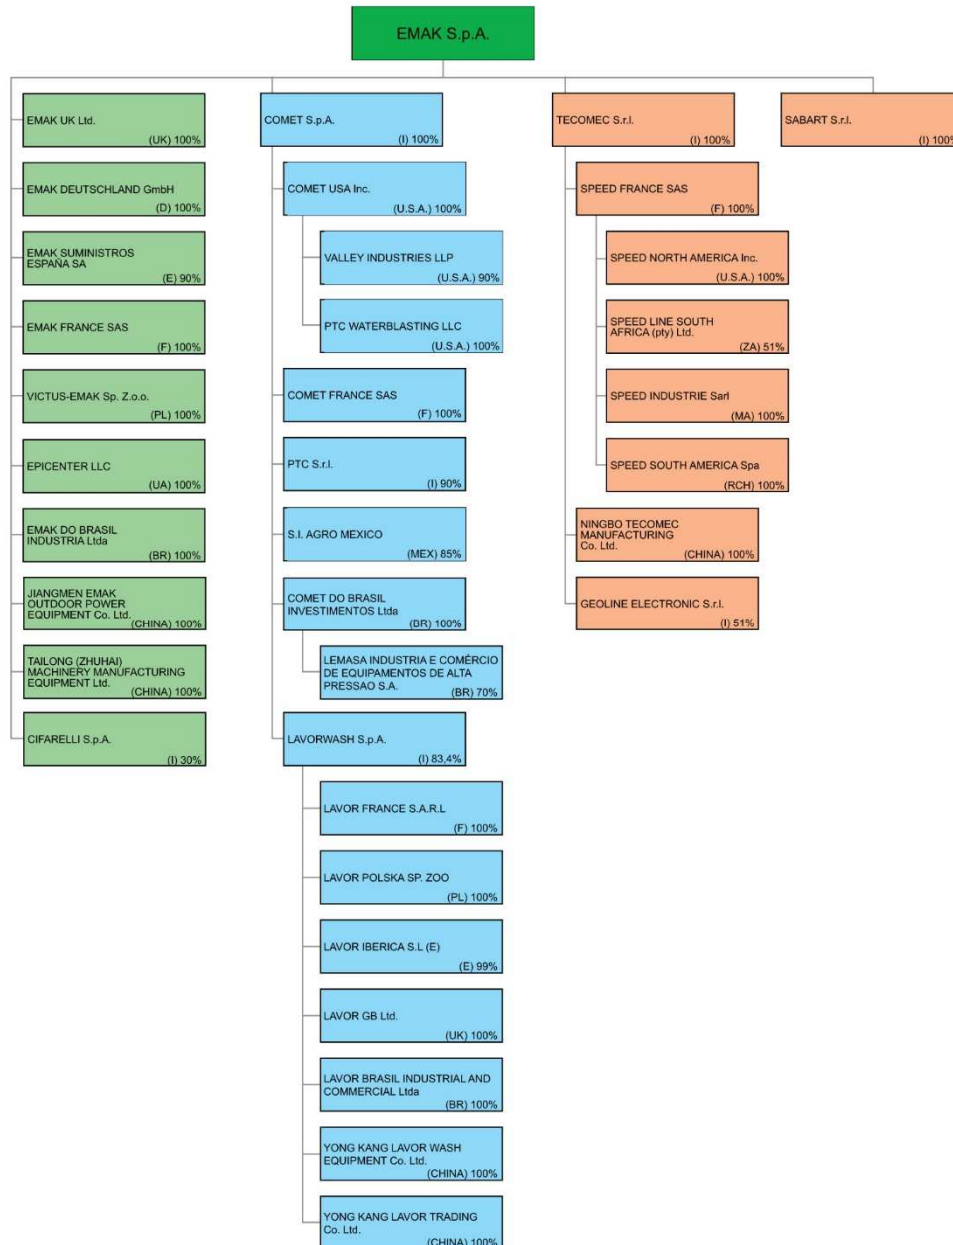 EMAK S.p.A.
EMAK UK Ltd.
(UK) 100%
EMAK DEUTSCHLAND GmbH
(D) 100%
EMAK SUMINISTROS
ESPAÑA SA
(E) 90%
EMAK FRANCE SAS
(F) 100%
VICTUS-EMAK Sp. Z.o.o.
(PL) 100%
EPICENTER LLC
(UA) 100%
EMAK DO BRASIL
INDUSTRIA Ltda
(BR) 100%
JIANGMEN EMAK
OUTDOOR POWER
EQUIPMENT Co. Ltd.
(CHINA) 100%
TAILONG (ZHUHAI)
MACHINERY MANUFACTURING
EQUIPMENT Ltd.
(CHINA) 100%
CIFARELLI S.p.A.
(I) 30%
COMET S.p.A.
(I) 100%
COMET USA Inc.
(U.S.A.) 100%
VALLEY INDUSTRIES LLP
(U.S.A.) 90%
PTC WATERBLASTING LLC
(U.S.A.) 100%
COMET FRANCE SAS
(F) 100%
PTC S.r.l.
(I) 90%
S.I. AGRO MEXICO
(MEX) 85%
COMET DO BRASIL
INVESTIMENTOS Ltda
(BR) 100%
LEMASA INDUSTRIA E COMÉRCIO
DE EQUIPAMENTOS DE ALTA
PRESSAO S.A.
(BR) 70%
LAVORWASH S.p.A.
(I) 83,4%
LAVOR FRANCE S.A.R.L
(F) 100%
LAVOR POLSKA SP. ZOO
(PL) 100%
LAVOR IBERICA S.L (E)
(E) 99%
LAVOR GB Ltd.
(UK) 100%
LAVOR BRASIL INDUSTRIAL AND
COMMERCIAL Ltda
(BR) 100%
YONG KANG LAVOR WASH
EQUIPMENT Co. Ltd.
(CHINA) 100%
YONG KANG LAVOR TRADING
Co. Ltd.
(CHINA) 100%
TECOMEC S.r.l.
(I) 100%
SPEED FRANCE SAS
(F) 100%
SPEED NORTH AMERICA Inc.
(U.S.A.) 100%
SPEED LINE SOUTH
AFRICA (pty) Ltd.
(ZA) 51%
SPEED INDUSTRIE Sarl
(MA) 100%
SPEED SOUTH AMERICA Spa
(RCH) 100%
NINGBO TECOMEC
MANUFACTURING
Co. Ltd.
(CHINA) 100%
GEOLINE ELECTRONIC S.r.l.
(I) 51%
SABART S.r.l.
(I) 100%